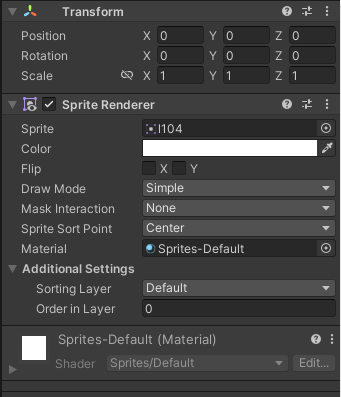 Transform
Position X 0 Y 0 Z 0
Rotation X 0 Y 0 Z 0
Scale X 1 Y 1 Z 1
Sprite Renderer
Sprite I104
Color
Flip X Y
Draw Mode Simple
Mask Interaction None
Sprite Sort Point Center
Material Sprites-Default
Additional Settings
Sorting Layer Default
Order in Layer 0
Sprites-Default (Material)
Shader Sprites/Default Edit...